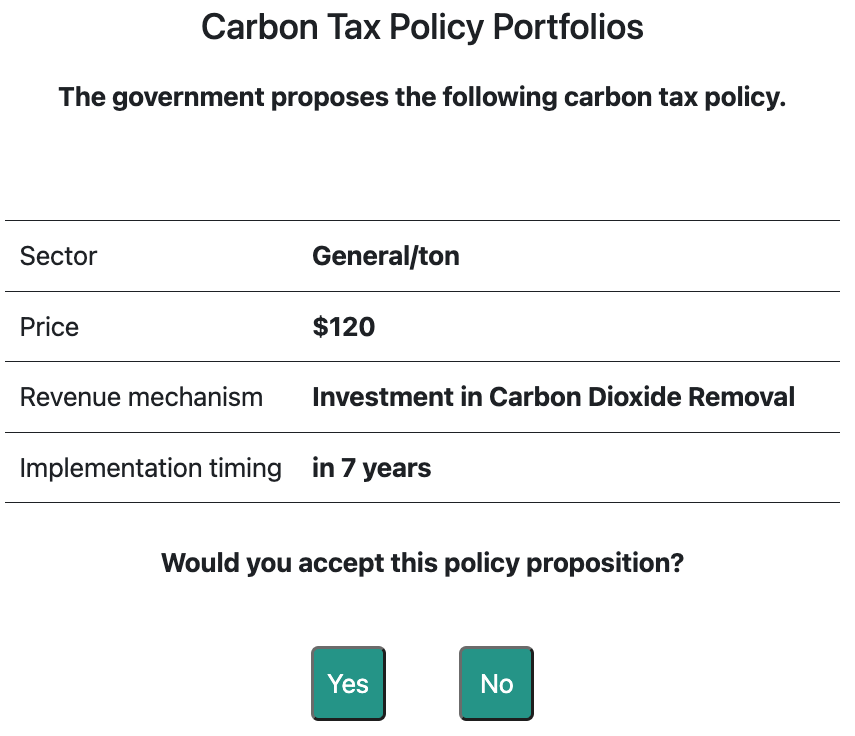 Carbon Tax Policy Portfolios
The government proposes the following carbon tax policy.
Sector General/ton
Price $120
Revenue mechanism Investment in Carbon Dioxide Removal
Implementation timing in 7 years
Would you accept this policy proposition?
Yes No